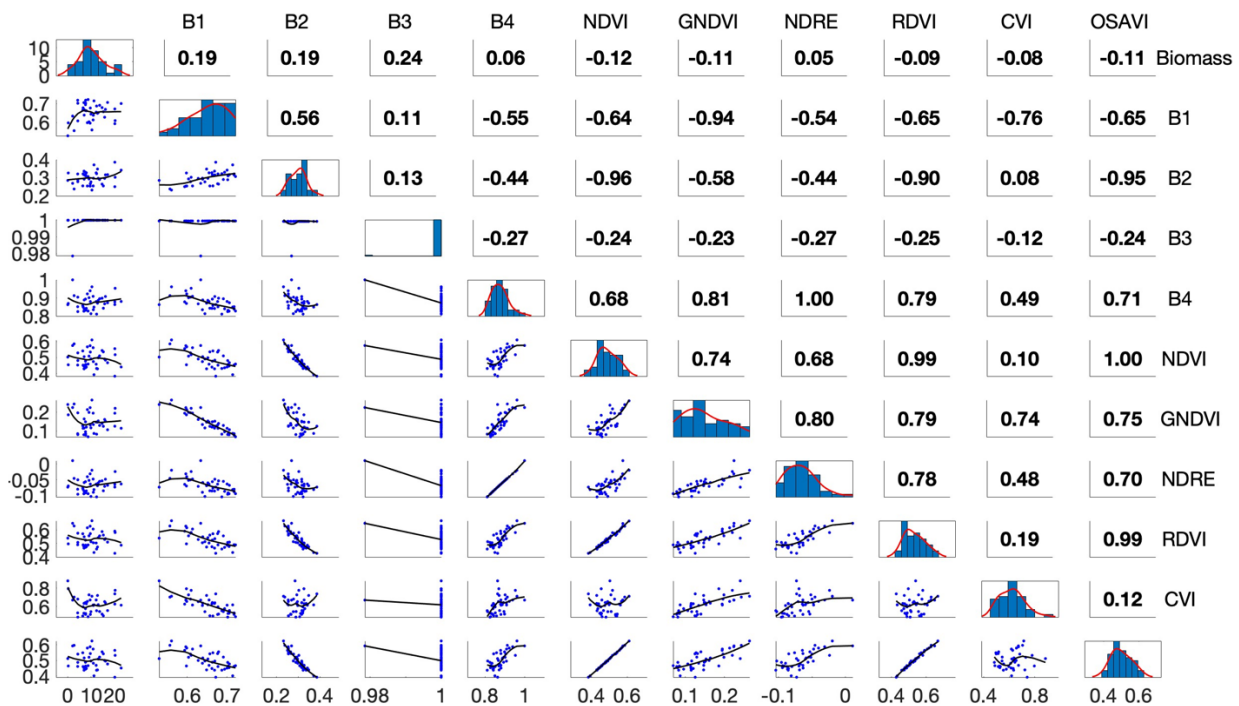 B1 B2 B3 B4 NDVI GNDVI NDRE RDVI CVI OSAVI
10 5 0 0.19 0.19 0.24 0.06 -0.12 -0.11 0.05 -0.09 -0.08 -0.11 Biomass
0.7 0.6 0.56 0.11 -0.55 -0.64 -0.94 -0.54 -0.65 -0.76 -0.65 B1
0.4 0.3 0.2 0.13 -0.44 -0.96 -0.58 -0.44 -0.90 0.08 -0.95 B2
1 0.99 0.98 -0.27 -0.24 -0.23 -0.27 -0.25 -0.12 -0.24 B3
1 0.9 0.8 0.68 0.81 1.00 0.79 0.49 0.71 B4
0.6 0.5 0.4 0.74 0.68 0.99 0.10 1.00 NDVI
0.2 0.1 0.80 0.79 0.74 0.75 GNDVI
0 -0.05 -0.1 0.78 0.48 0.70 NDRE
0.6 0.5 0.4 0.19 0.99 RDVI
0.8 0.6 0.12 CVI
0.6 0.5 0.4
0 10 20 0.6 0.7 0.2 0.4 0.98 1 0.8 1 0.4 0.6 0.1 0.2 -0.1 0 0.4 0.6 0.4 0.6 0.8 0.4 0.6